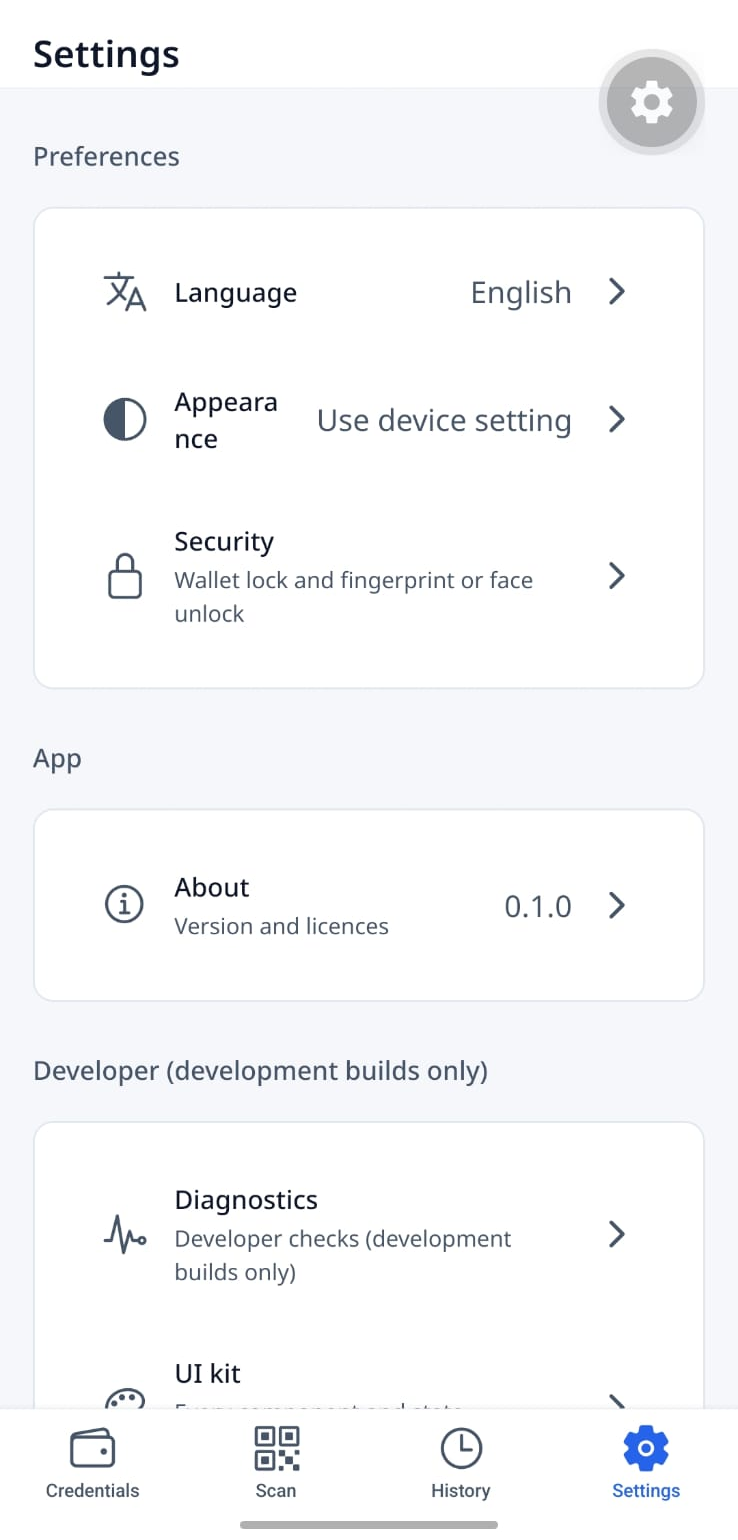 Settings
Preferences
Language
English
Appeara
nce
Use device setting
Security
Wallet lock and fingerprint or face
unlock
App
About
Version and licences
0.1.0
Developer (development builds only)
Diagnostics
Developer checks (development
builds only)
UI kit
Credentials
Scan
History
Settings